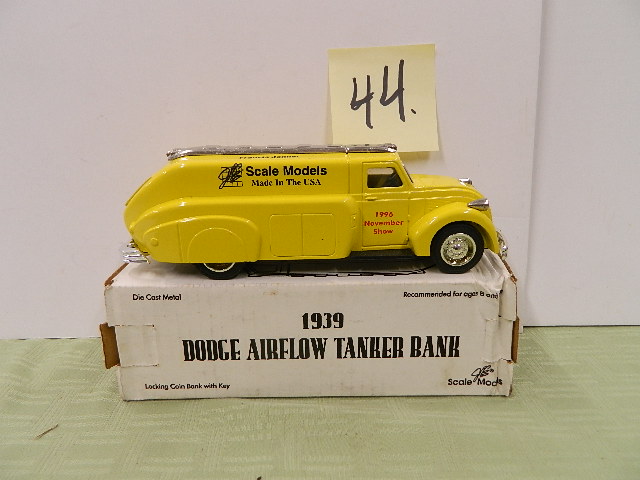 44.
Scale Models
Made In The USA
1996
November
Show
Die Cast Metal
Recommended for ages 8 and
1939
DODGE AIRFLOW TANKER BANK
Locking Coin Bank with Key
Scale Models